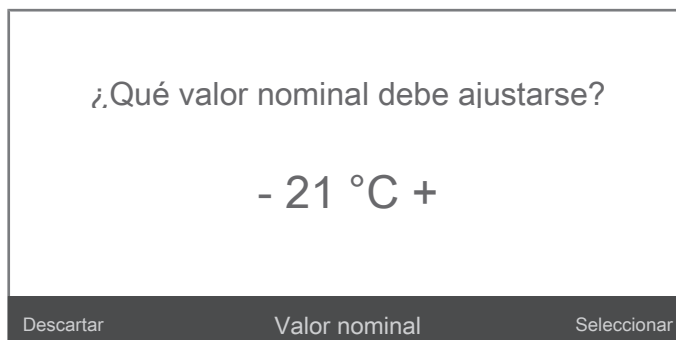 ¿Qué valor nominal debe ajustarse?
- 21 °C +
Descartar Valor nominal Seleccionar